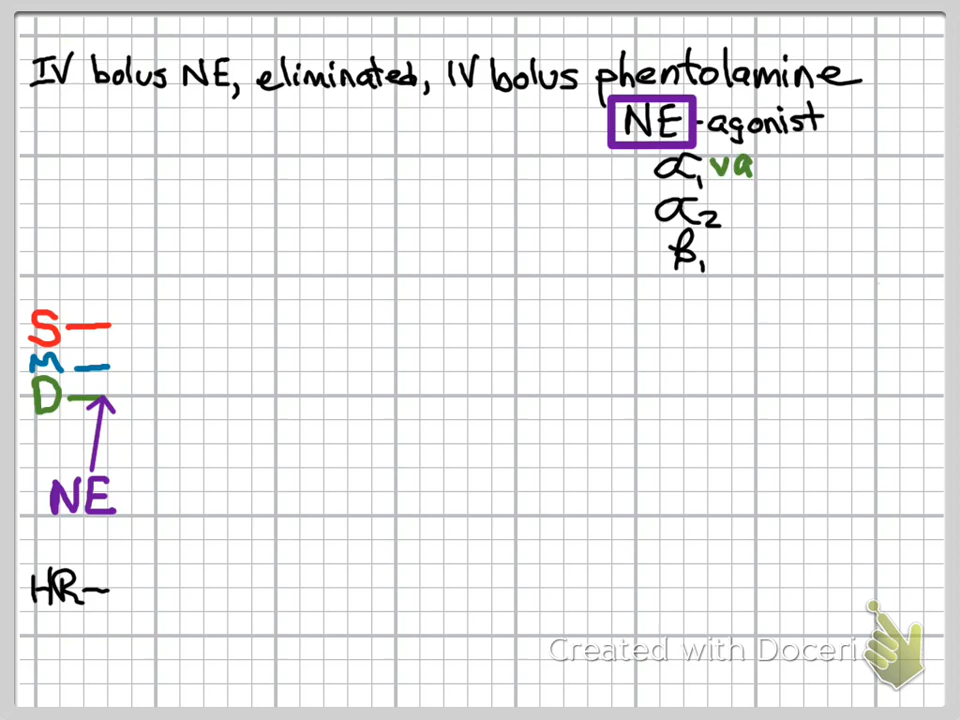 IV bolus NE, eliminated, IV bolus phentolamine
NE - agonist
α₁ va
α₂
β₁
S
M
D
NE
HR
Created with Doceri